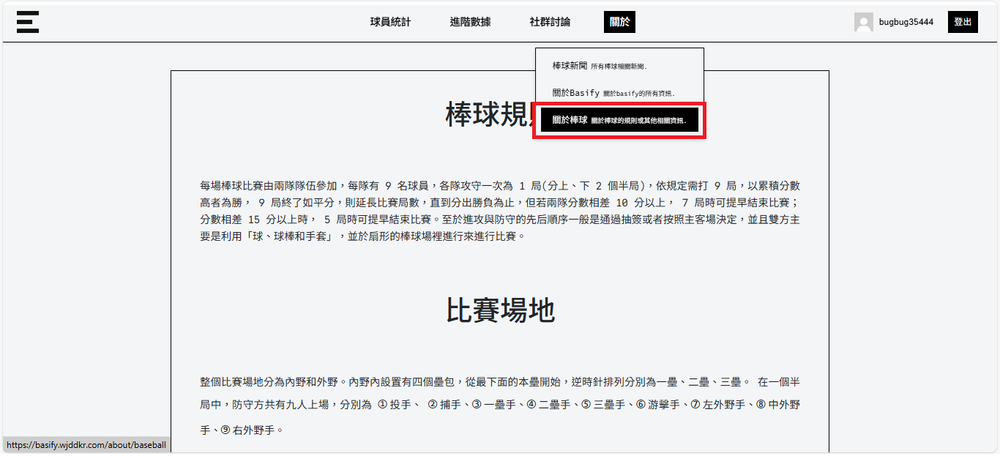 球員統計 進階數據 社群討論 關於 bugbug35444 登出
棒球新聞 所有棒球相關新聞.
關於Basify 關於basify的所有資訊.
關於棒球 關於棒球的規則或其他相關資訊.
棒球規
每場棒球比賽由兩隊隊伍參加，每隊有 9 名球員，各隊攻守一次為 1 局(分上、下 2 個半局)，依規定需打 9 局，以累積分數
高者為勝， 9 局終了如平分，則延長比賽局數，直到分出勝負為止，但若兩隊分數相差 10 分以上， 7 局時可提早結束比賽；
分數相差 15 分以上時， 5 局時可提早結束比賽。至於進攻與防守的先后順序一般是通過抽簽或者按照主客場決定，並且雙方主
要是利用「球、球棒和手套」，並於扇形的棒球場裡進行來進行比賽。
比賽場地
整個比賽場地分為內野和外野。內野內設置有四個壘包，從最下面的本壘開始，逆時針排列分別為一壘、二壘、三壘。 在一個半
局中，防守方共有九人上場，分別為 ①投手、 ②捕手、③一壘手、④二壘手、⑤三壘手、⑥游擊手、⑦左外野手、⑧中外野
手、⑨右外野手。
https://basify.wjddkr.com/about/baseball